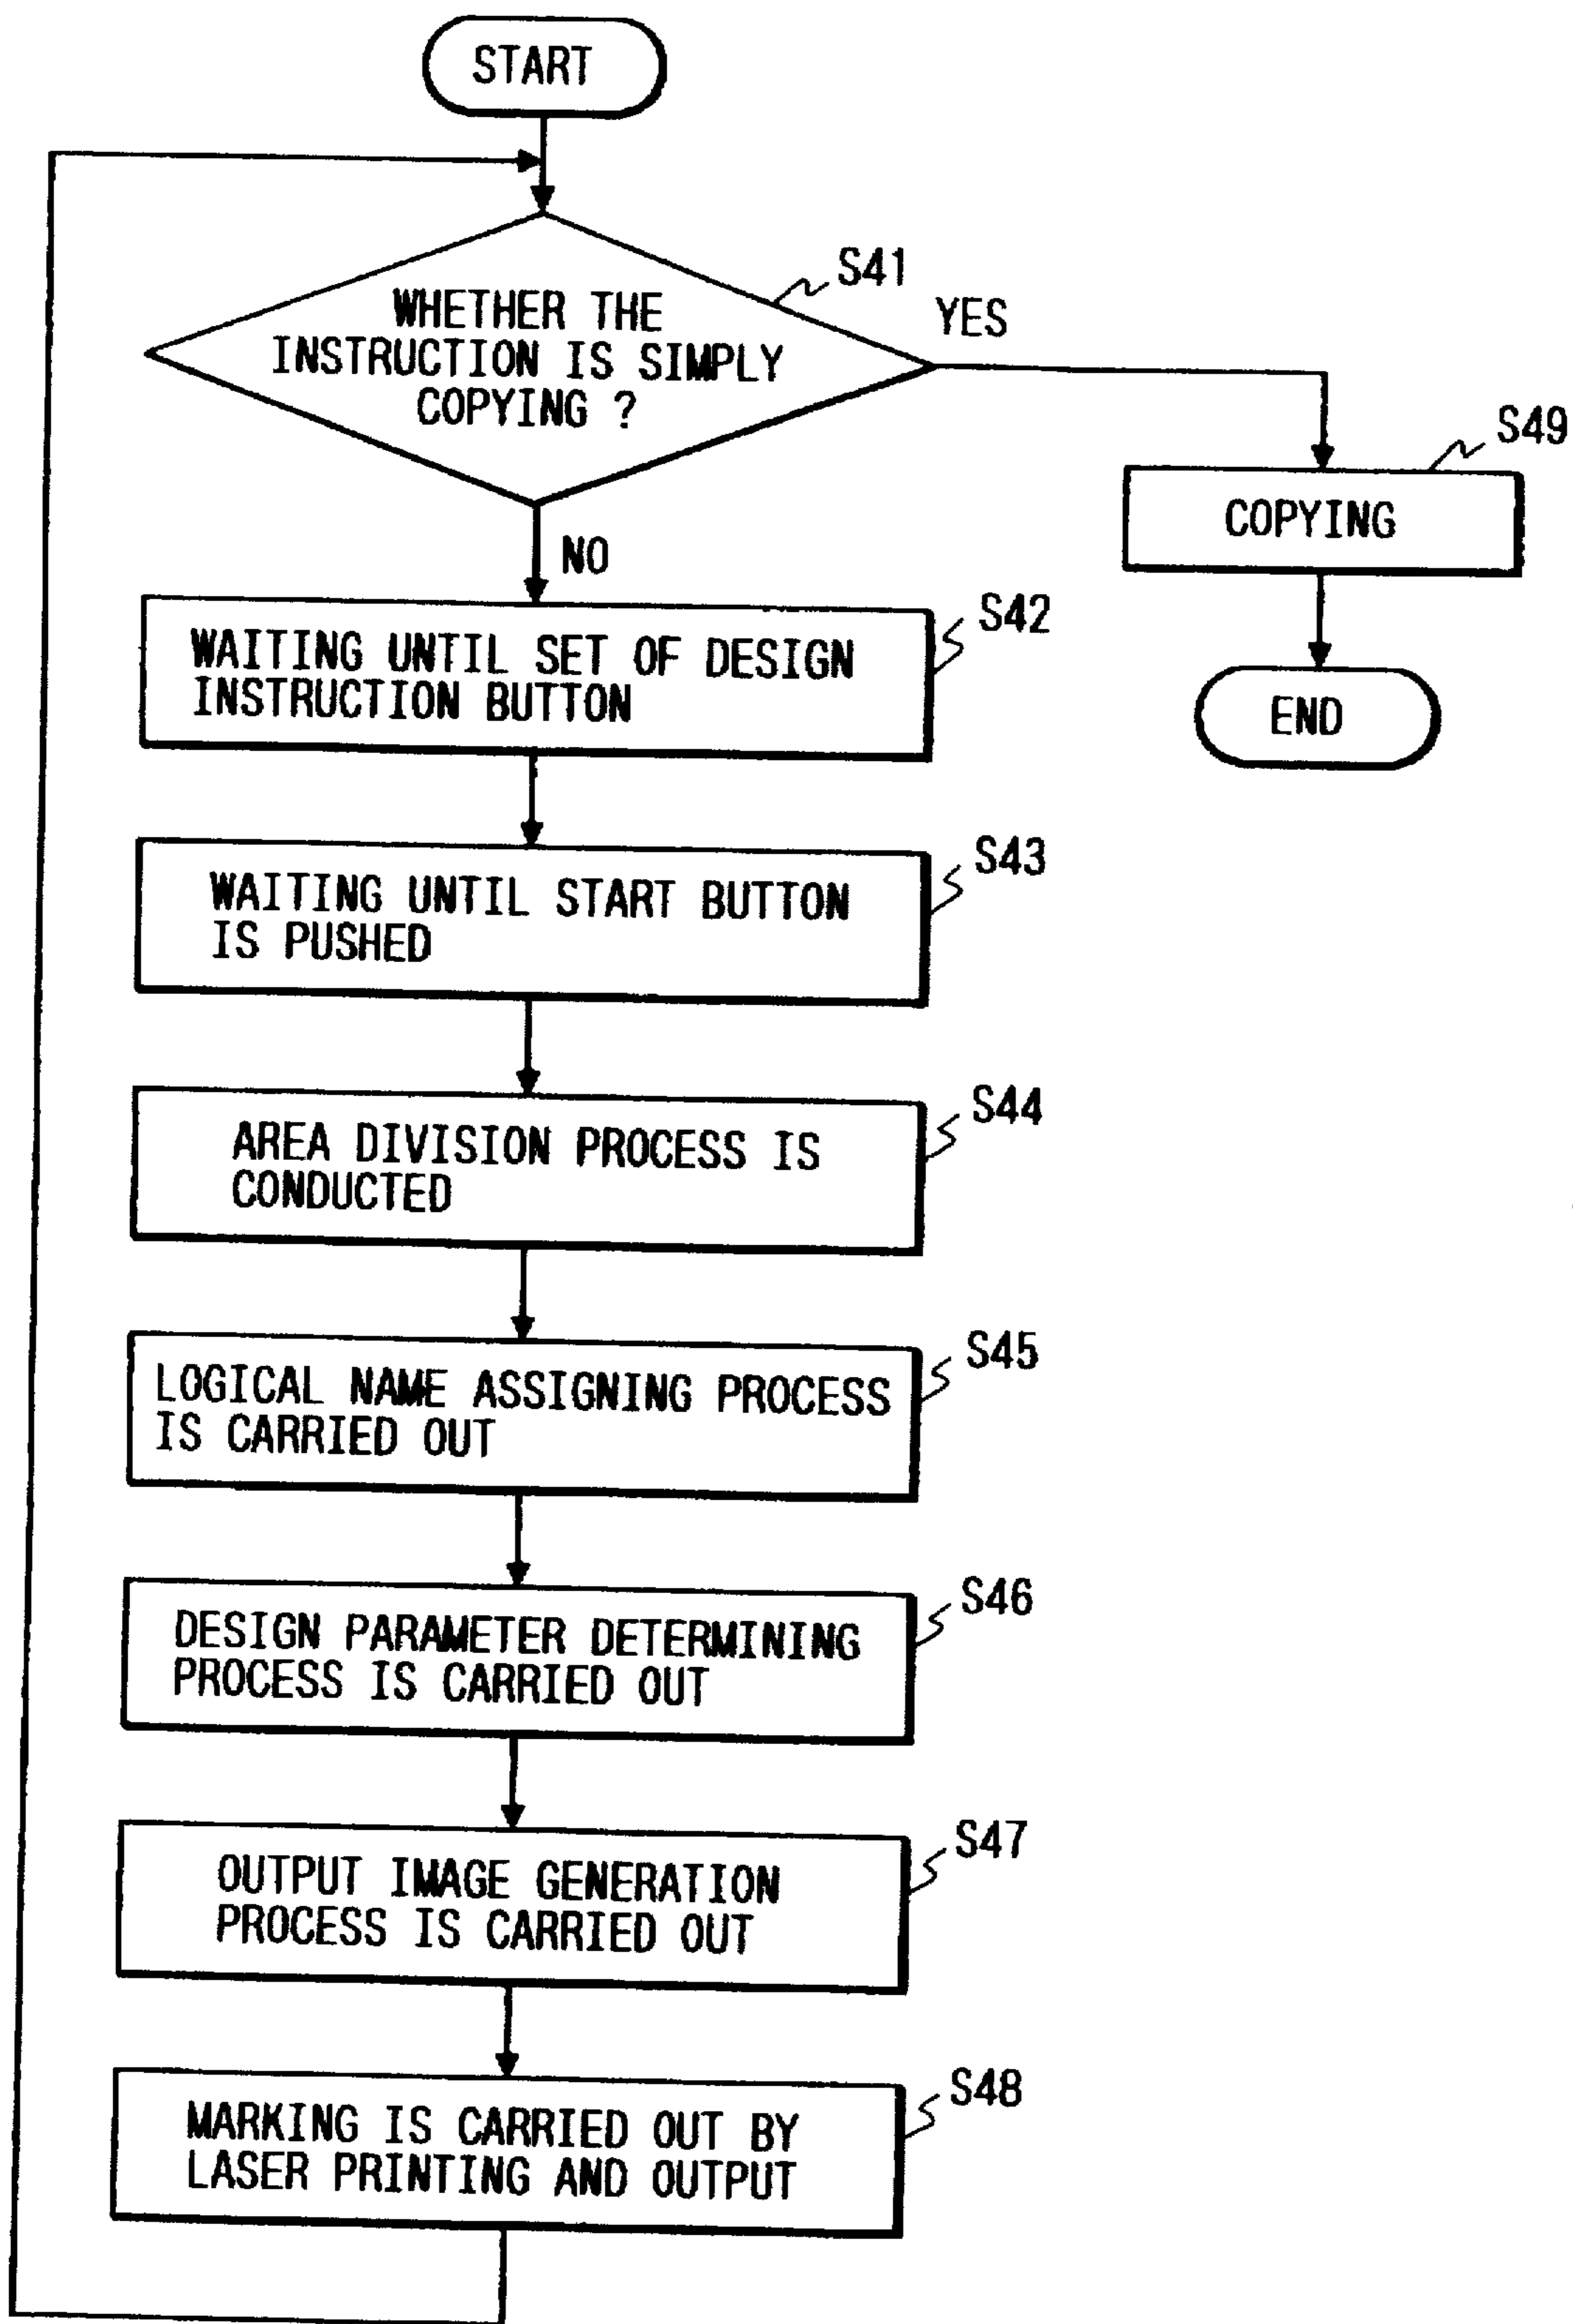 START
S41
WHETHER THE
INSTRUCTION IS SIMPLY
COPYING ?
YES
S49
COPYING
END
NO
S42
WAITING UNTIL SET OF DESIGN
INSTRUCTION BUTTON
S43
WAITING UNTIL START BUTTON
IS PUSHED
S44
AREA DIVISION PROCESS IS
CONDUCTED
S45
LOGICAL NAME ASSIGNING PROCESS
IS CARRIED OUT
S46
DESIGN PARAMETER DETERMINING
PROCESS IS CARRIED OUT
S47
OUTPUT IMAGE GENERATION
PROCESS IS CARRIED OUT
S48
MARKING IS CARRIED OUT BY
LASER PRINTING AND OUTPUT